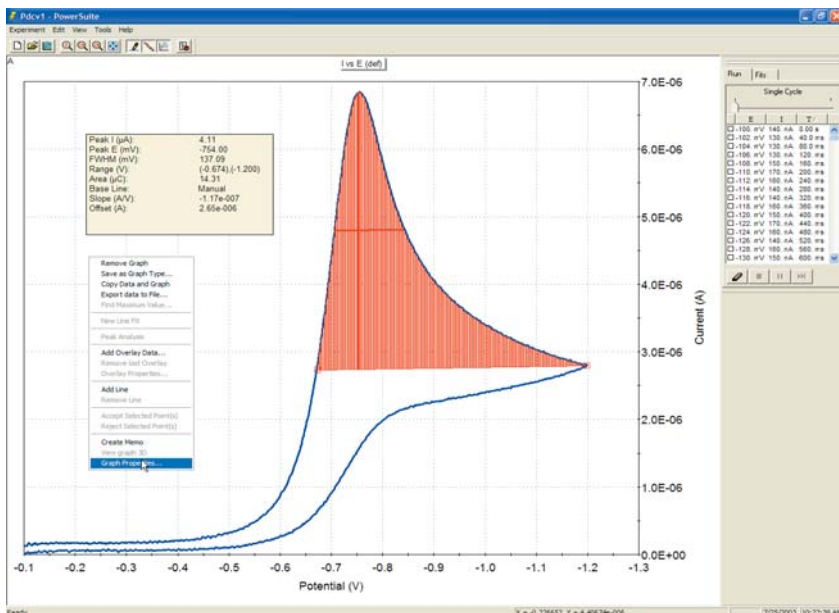 Pdcv1 - PowerSuite
Experiment Edit View Tools Help
A
I vs E (def)
Peak I (µA): 4.11
Peak E (mV): -754.00
FWHM (mV): 137.09
Range (V): (-0.674),(-1.200)
Area (µC): 14.31
Base Line: Manual
Slope (A/V): -1.17e-007
Offset (A): 2.65e-006
Remove Graph
Save as Graph Type...
Copy Data and Graph
Export data to File...
Find Maximum Value...
New Line Fit
Peak Analysis
Add Overlay Data...
Remove last Overlay
Overlay Properties...
Add Line
Remove Line
Accept Selected Point(s)
Reject Selected Point(s)
Create Memo
View graph 3D
Graph Properties...
7.0E-06
6.0E-06
5.0E-06
4.0E-06
3.0E-06
2.0E-06
1.0E-06
0.0E+00
Current (A)
-0.1 -0.2 -0.3 -0.4 -0.5 -0.6 -0.7 -0.8 -0.9 -1.0 -1.1 -1.2 -1.3
Potential (V)
Run Fits
Single Cycle
E I T/
-100. mV 140. nA 0.00 s
-102. mV 130. nA 40.0 ms
-104. mV 130. nA 80.0 ms
-106. mV 130. nA 120. ms
-108. mV 150. nA 160. ms
-110. mV 170. nA 200. ms
-112. mV 160. nA 240. ms
-114. mV 140. nA 280. ms
-116. mV 140. nA 320. ms
-118. mV 160. nA 360. ms
-120. mV 150. nA 400. ms
-122. mV 170. nA 440. ms
-124. mV 160. nA 480. ms
-126. mV 140. nA 520. ms
-128. mV 160. nA 560. ms
-130. mV 150. nA 600. ms
Ready